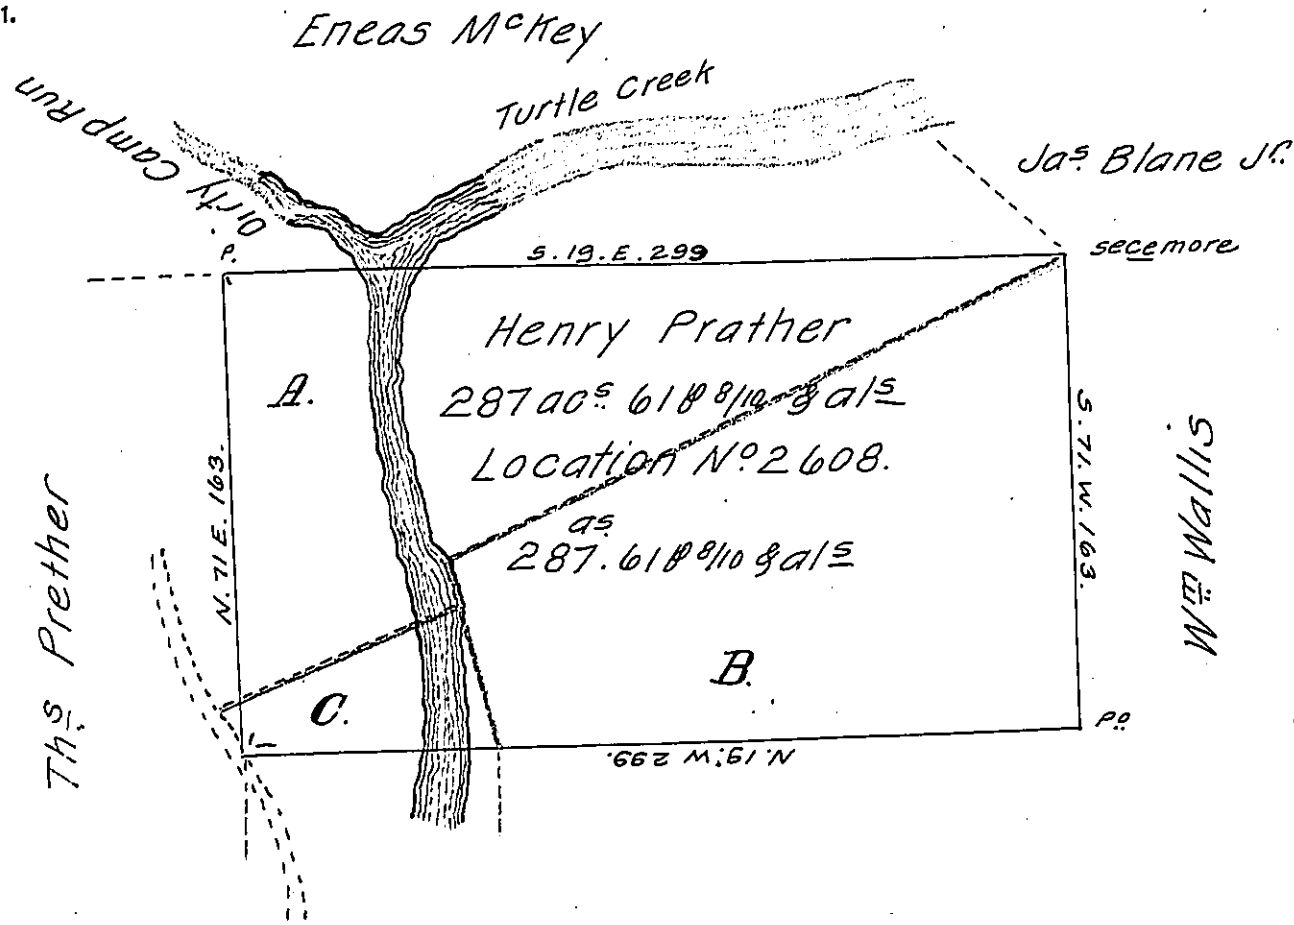 1.
Eneas McKey
Turtle Creek
Dirty Camp Run
Jas Blane Jr.
secemore
P.
S. 19. E. 299
Henry Prather
287 acs 61 p 8/10 & als
Location No 2608.
as
287. 61 p 8/10 & als
A.
B.
C.
N. 71 E. 163.
S. 71. W. 163.
Ths Prether
Wm Wallis
Po
N. 19. W 299.